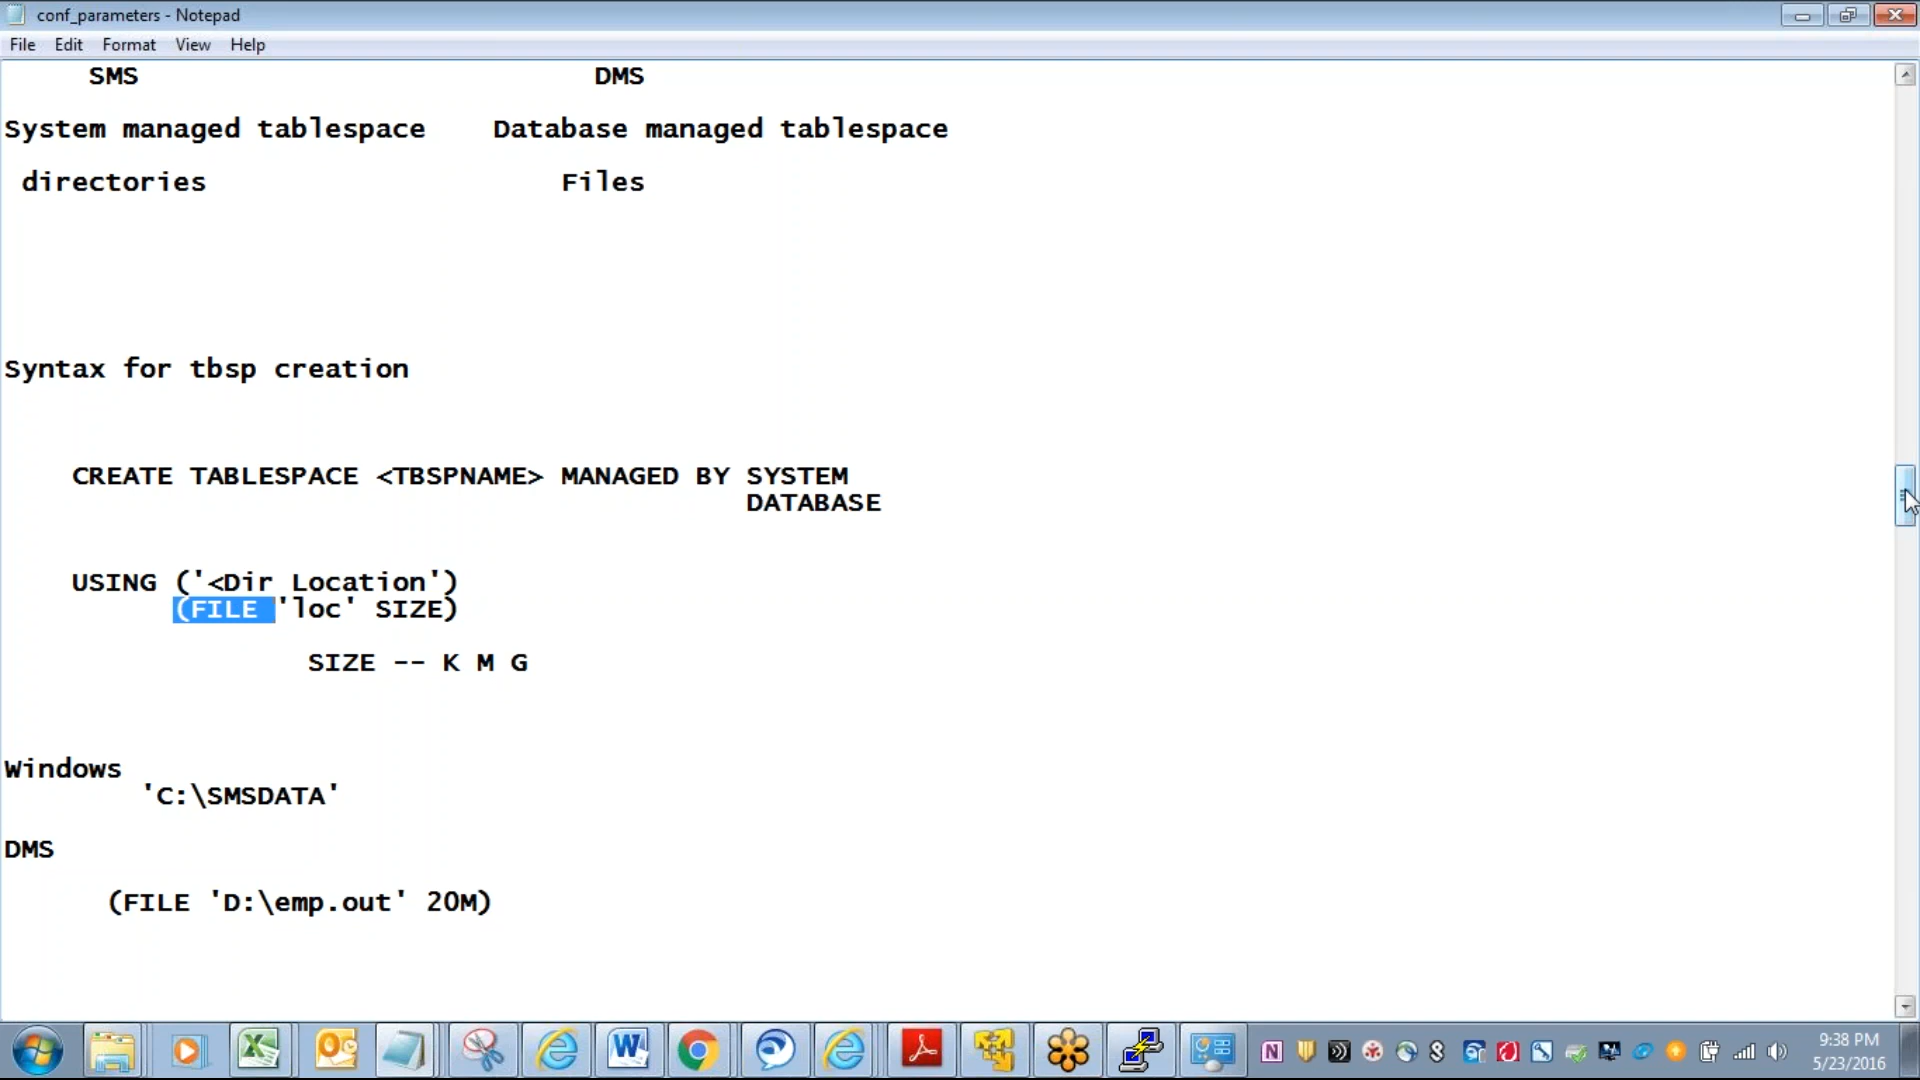 conf_parameters - Notepad
File Edit Format View Help
SMS DMS
System managed tablespace Database managed tablespace
directories Files
Syntax for tbsp creation
CREATE TABLESPACE <TBSPNAME> MANAGED BY SYSTEM
DATABASE
USING ('<Dir Location')
(FILE 'loc' SIZE)
SIZE -- K M G
Windows
'C:\SMSDATA'
DMS
(FILE 'D:\emp.out' 20M)
9:38 PM
5/23/2016